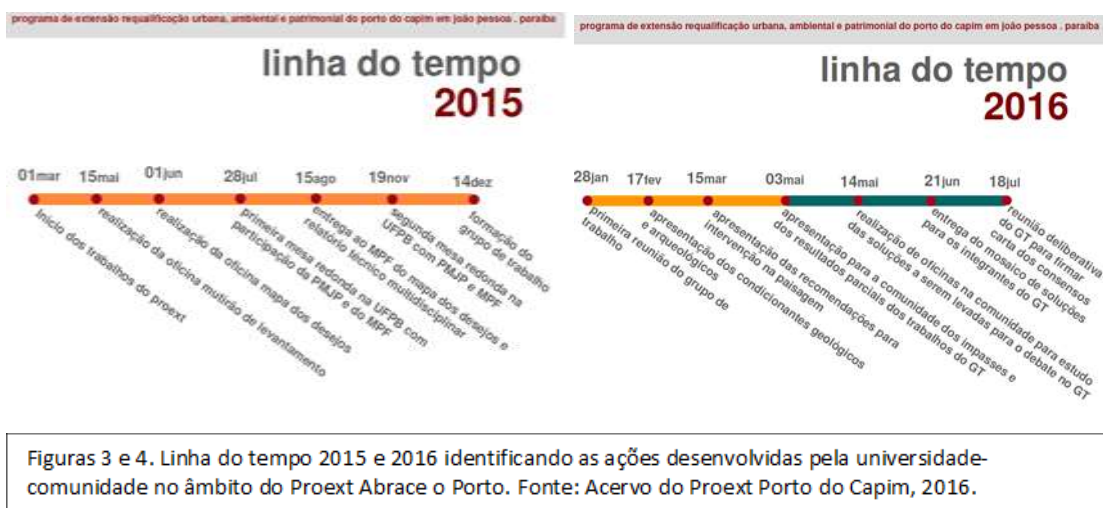 programa de extensão requalificação urbana, ambiental e patrimonial do porto do capim em joão pessoa . paraíba
linha do tempo
2015
01mar
15mai
01jun
28jul
15ago
19nov
14dez
Início dos trabalhos do proext
realização da oficina mutirão de levantamento
realização da oficina mapa dos desejos
primeira mesa redonda na UFPB com
participação da PMJP e do MPF
entrega ao MPF do mapa dos desejos e
relatório técnico multidisciplinar
segunda mesa redonda na
UFPB com PMJP e MPF
formação do
grupo de trabalho
programa de extensão requalificação urbana, ambiental e patrimonial do porto do capim em joão pessoa . paraíba
linha do tempo
2016
28jan
17fev
15mar
03mai
14mai
21jun
18jul
primeira reunião do grupo de
trabalho
apresentação dos condicionantes geológicos
e arqueológicos
apresentação das recomendações para
intervenção na paisagem
apresentação para a comunidade dos impasses e
dos resultados parciais dos trabalhos do GT
realização de oficinas na comunidade para estudo
das soluções a serem levadas para o debate no GT
entrega do mosaico de soluções
para os integrantes do GT
reunião deliberativa
do GT para firmar
carta dos consensos
Figuras 3 e 4. Linha do tempo 2015 e 2016 identificando as ações desenvolvidas pela universidade-
comunidade no âmbito do Proext Abrace o Porto. Fonte: Acervo do Proext Porto do Capim, 2016.